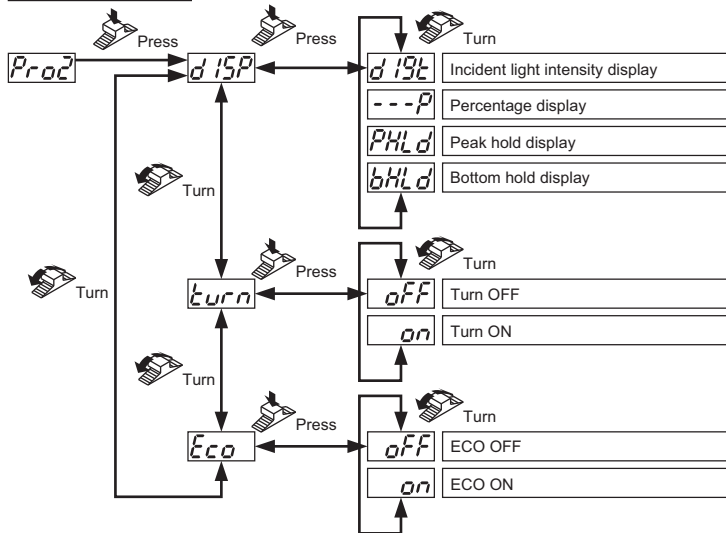 Press
Press
Turn
Pro2
dISP
dIgt
Incident light intensity display
---P
Percentage display
PHLd
Peak hold display
bHLd
Bottom hold display
Turn
Turn
Press
Turn
turn
oFF
Turn OFF
on
Turn ON
Turn
Press
Turn
Eco
oFF
ECO OFF
on
ECO ON